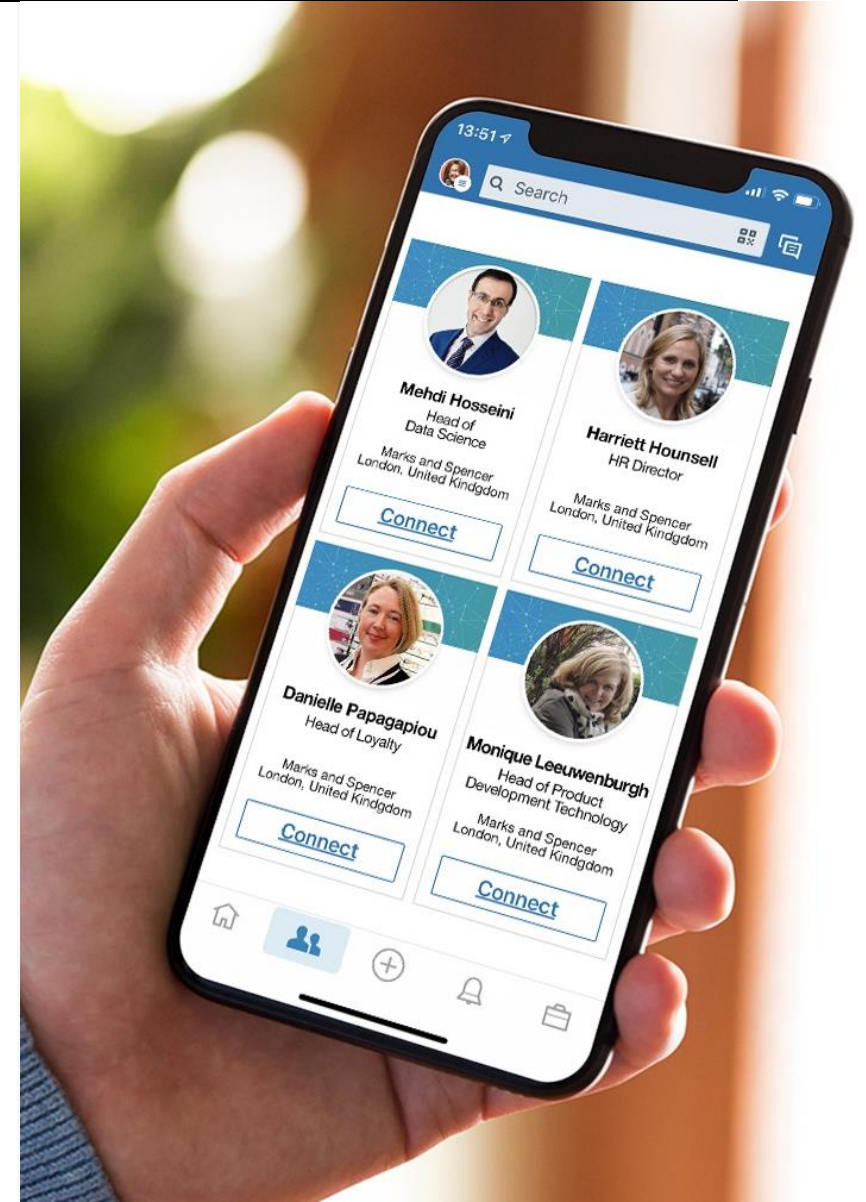 13:51
Search
Mehdi Hosseini
Head of
Data Science
Marks and Spencer
London, United Kindgdom
Connect
Harriett Hounsell
HR Director
Marks and Spencer
London, United Kindgdom
Connect
Danielle Papagapiou
Head of Loyalty
Marks and Spencer
London, United Kindgdom
Connect
Monique Leeuwenburgh
Head of Product
Development Technology
Marks and Spencer
London, United Kindgdom
Connect